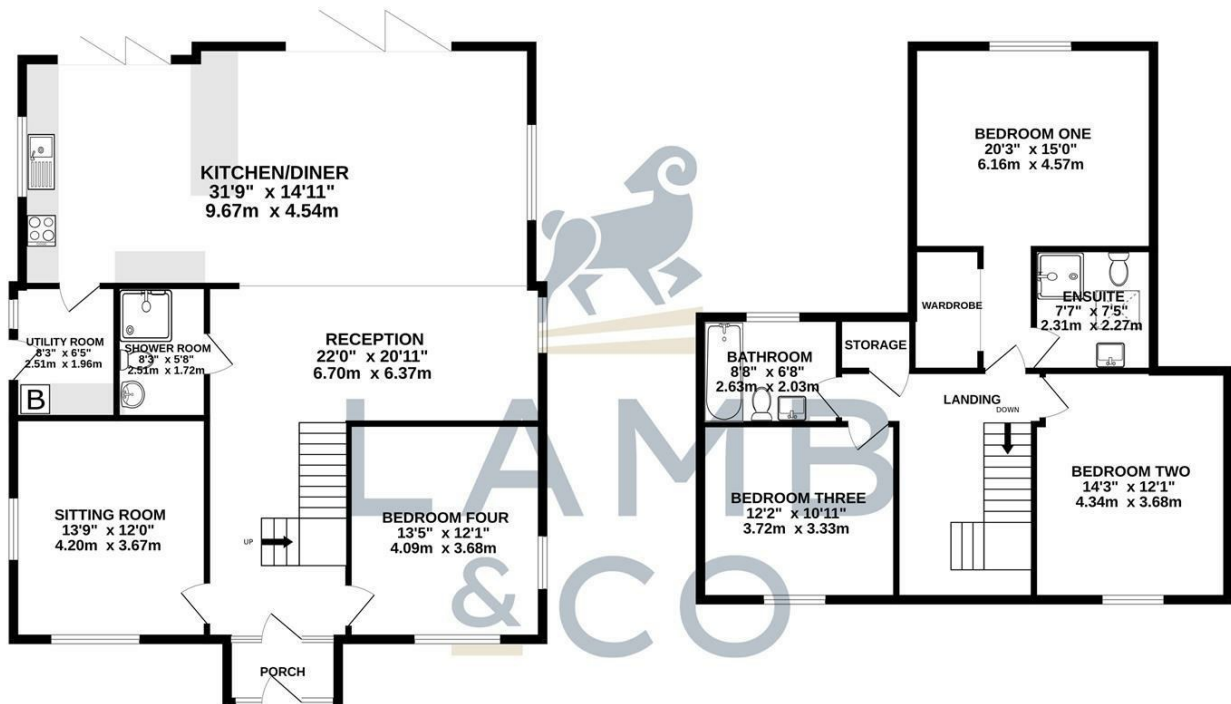 KITCHEN/DINER
31'9" x 14'11"
9.67m x 4.54m
UTILITY ROOM
8'3" x 6'5"
2.51m x 1.96m
SHOWER ROOM
8'3" x 5'8"
2.51m x 1.72m
B
RECEPTION
22'0" x 20'11"
6.70m x 6.37m
SITTING ROOM
13'9" x 12'0"
4.20m x 3.67m
UP
BEDROOM FOUR
13'5" x 12'1"
4.09m x 3.68m
PORCH
BEDROOM ONE
20'3" x 15'0"
6.16m x 4.57m
WARDROBE
ENSUITE
7'7" x 7'5"
2.31m x 2.27m
BATHROOM
8'8" x 6'8"
2.63m x 2.03m
STORAGE
LANDING
DOWN
BEDROOM THREE
12'2" x 10'11"
3.72m x 3.33m
BEDROOM TWO
14'3" x 12'1"
4.34m x 3.68m
LAMB
&CO